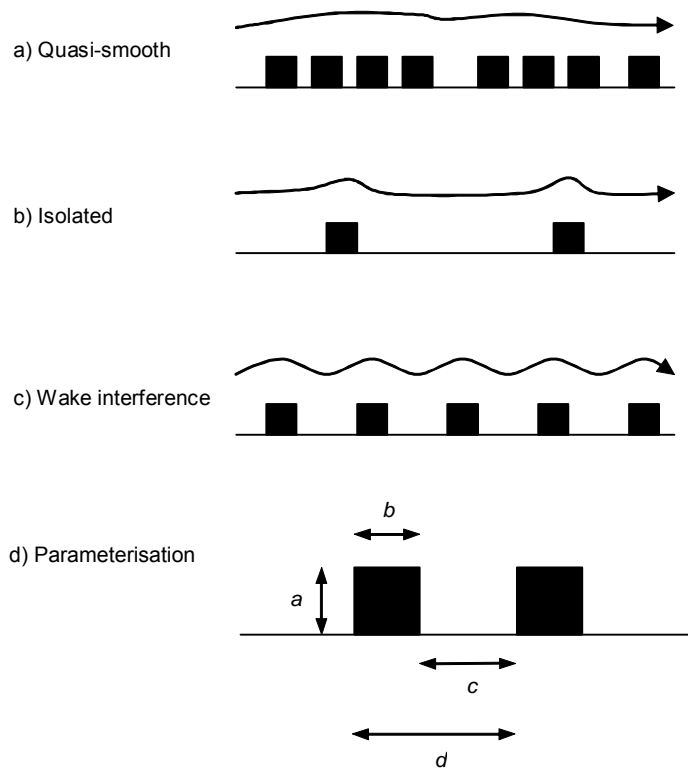 a) Quasi-smooth
b) Isolated
c) Wake interference
d) Parameterisation
b
a
c
d